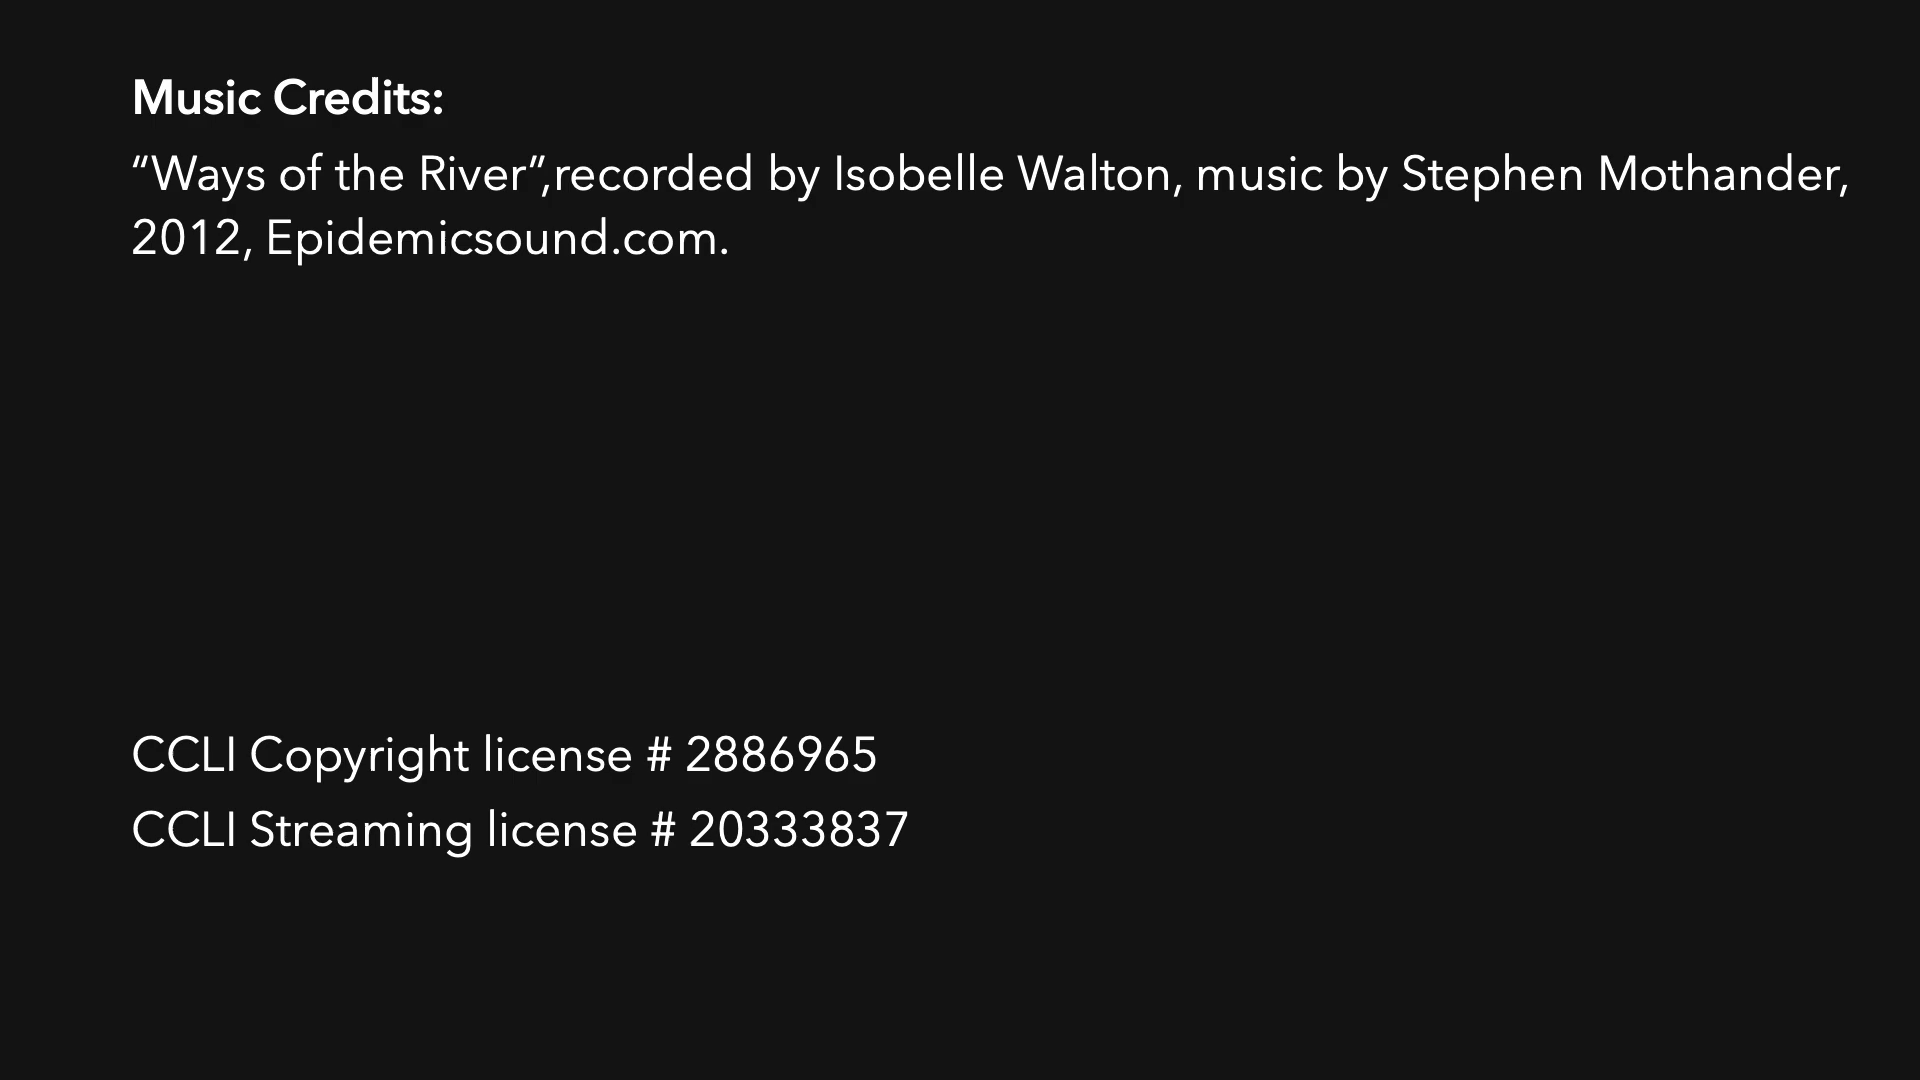 Music Credits:
“Ways of the River”,recorded by Isobelle Walton, music by Stephen Mothander,
2012, Epidemicsound.com.
CCLI Copyright license # 2886965
CCLI Streaming license # 20333837